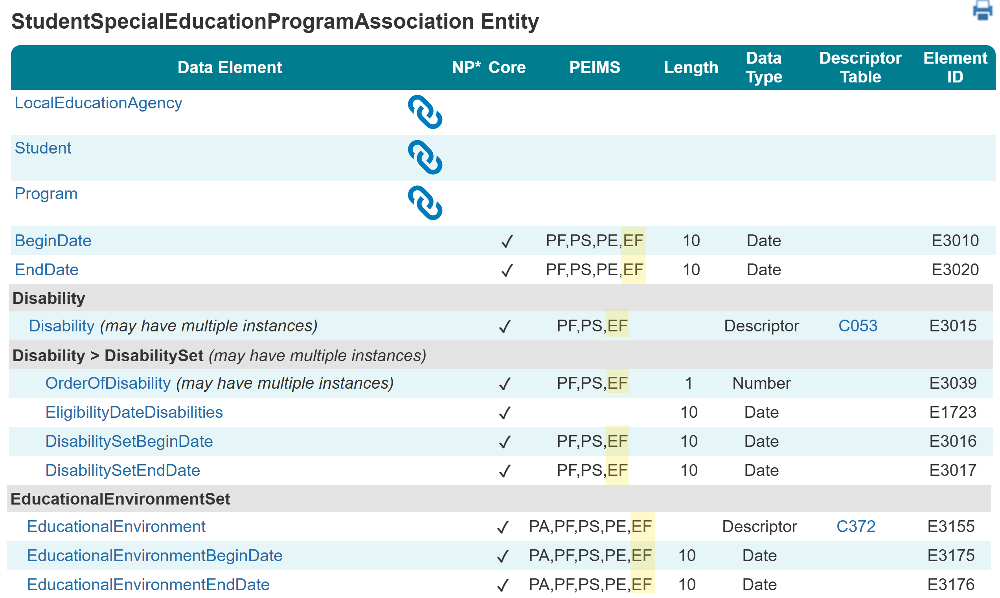 StudentSpecialEducationProgramAssociation Entity
Data Element NP* Core PEIMS Length Data Type Descriptor Table Element ID
LocalEducationAgency
Student
Program
BeginDate ✓ PF,PS,PE,EF 10 Date E3010
EndDate ✓ PF,PS,PE,EF 10 Date E3020
Disability
Disability (may have multiple instances) ✓ PF,PS,EF Descriptor C053 E3015
Disability > DisabilitySet (may have multiple instances)
OrderOfDisability (may have multiple instances) ✓ PF,PS,EF 1 Number E3039
EligibilityDateDisabilities ✓ 10 Date E1723
DisabilitySetBeginDate ✓ PF,PS,EF 10 Date E3016
DisabilitySetEndDate ✓ PF,PS,EF 10 Date E3017
EducationalEnvironmentSet
EducationalEnvironment ✓ PA,PF,PS,PE,EF Descriptor C372 E3155
EducationalEnvironmentBeginDate ✓ PA,PF,PS,PE,EF 10 Date E3175
EducationalEnvironmentEndDate ✓ PA,PF,PS,PE,EF 10 Date E3176